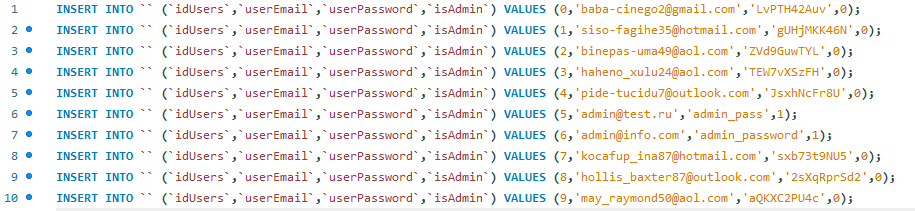 1 INSERT INTO `` (`idUsers`,`userEmail`,`userPassword`,`isAdmin`) VALUES (0,'baba-cinego2@gmail.com','LvPTH42Auv',0);
2 INSERT INTO `` (`idUsers`,`userEmail`,`userPassword`,`isAdmin`) VALUES (1,'siso-fagihe35@hotmail.com','gUHjMKK46N',0);
3 INSERT INTO `` (`idUsers`,`userEmail`,`userPassword`,`isAdmin`) VALUES (2,'binepas-uma49@aol.com','ZVd9GuwTYL',0);
4 INSERT INTO `` (`idUsers`,`userEmail`,`userPassword`,`isAdmin`) VALUES (3,'haheno_xulu24@aol.com','TEW7vXSzFH',0);
5 INSERT INTO `` (`idUsers`,`userEmail`,`userPassword`,`isAdmin`) VALUES (4,'pide-tucidu7@outlook.com','JsxhNcFr8U',0);
6 INSERT INTO `` (`idUsers`,`userEmail`,`userPassword`,`isAdmin`) VALUES (5,'admin@test.ru','admin_pass',1);
7 INSERT INTO `` (`idUsers`,`userEmail`,`userPassword`,`isAdmin`) VALUES (6,'admin@info.com','admin_password',1);
8 INSERT INTO `` (`idUsers`,`userEmail`,`userPassword`,`isAdmin`) VALUES (7,'kocafup_ina87@hotmail.com','sxb73t9NU5',0);
9 INSERT INTO `` (`idUsers`,`userEmail`,`userPassword`,`isAdmin`) VALUES (8,'hollis_baxter87@outlook.com','2sXqRprSd2',0);
10 INSERT INTO `` (`idUsers`,`userEmail`,`userPassword`,`isAdmin`) VALUES (9,'may_raymond50@aol.com','aQKXC2PU4c',0);